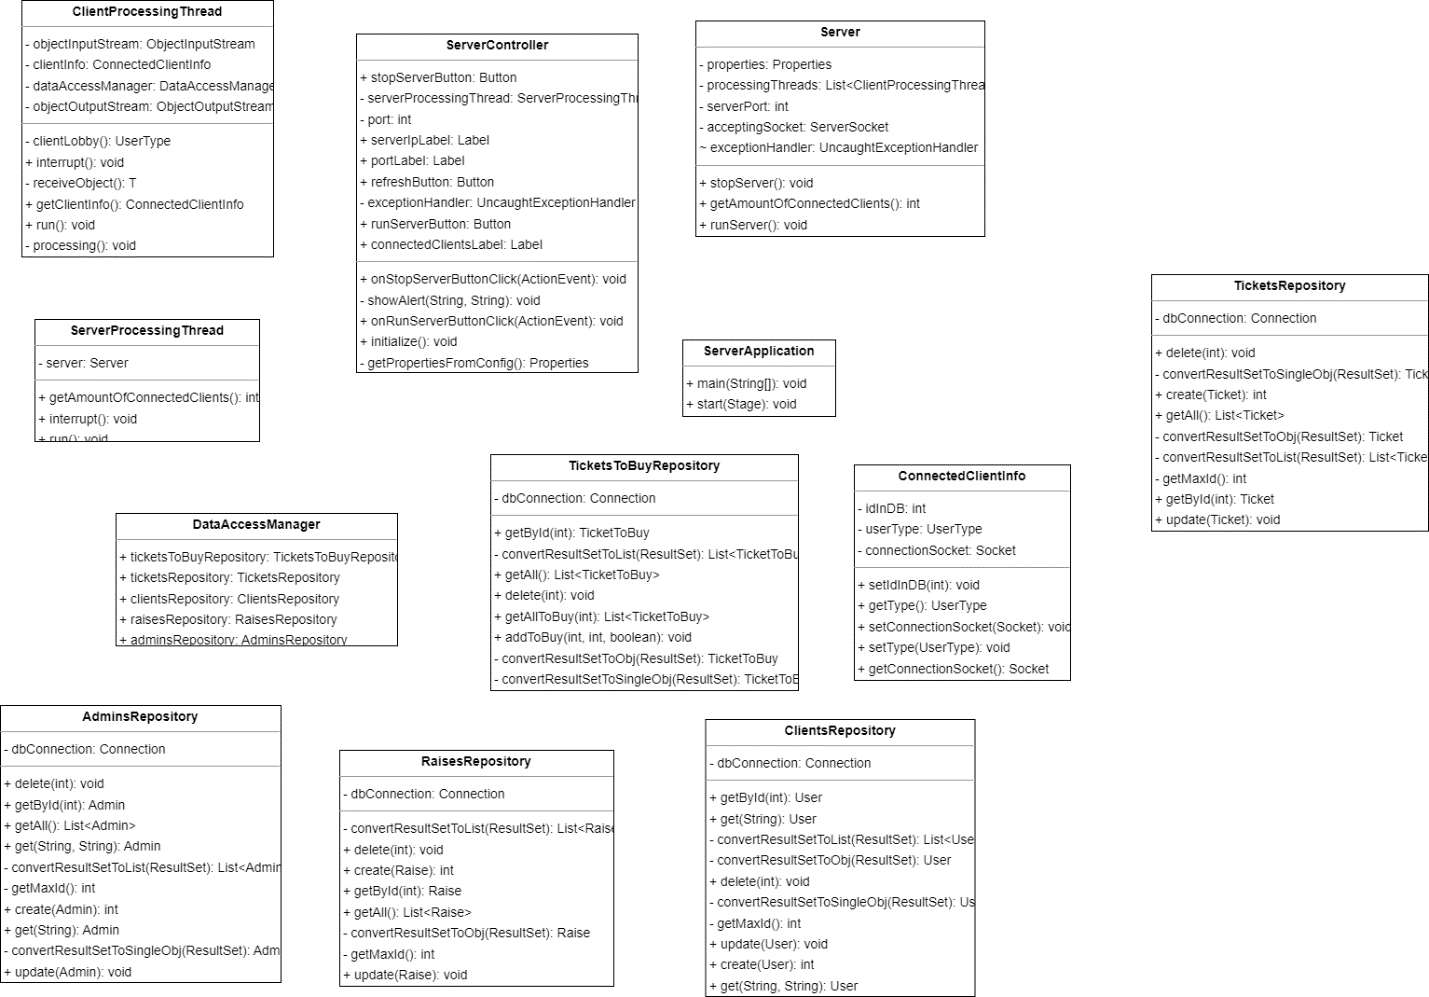 ClientProcessingThread
- objectInputStream: ObjectInputStream
- clientInfo: ConnectedClientInfo
- dataAccessManager: DataAccessManage
- objectOutputStream: ObjectOutputStream
- clientLobby(): UserType
+ interrupt(): void
- receiveObject(): T
+ getClientInfo(): ConnectedClientInfo
+ run(): void
- processing(): void
ServerController
+ stopServerButton: Button
- serverProcessingThread: ServerProcessingThr
- port: int
+ serverIpLabel: Label
+ portLabel: Label
+ refreshButton: Button
- exceptionHandler: UncaughtExceptionHandler
+ runServerButton: Button
+ connectedClientsLabel: Label
+ onStopServerButtonClick(ActionEvent): void
- showAlert(String, String): void
+ onRunServerButtonClick(ActionEvent): void
+ initialize(): void
- getPropertiesFromConfig(): Properties
Server
- properties: Properties
- processingThreads: List<ClientProcessingThrea
- serverPort: int
- acceptingSocket: ServerSocket
~ exceptionHandler: UncaughtExceptionHandler
+ stopServer(): void
+ getAmountOfConnectedClients(): int
+ runServer(): void
TicketsRepository
- dbConnection: Connection
+ delete(int): void
- convertResultSetToSingleObj(ResultSet): Tick
+ create(Ticket): int
+ getAll(): List<Ticket>
- convertResultSetToObj(ResultSet): Ticket
- convertResultSetToList(ResultSet): List<Ticke
- getMaxId(): int
+ getById(int): Ticket
+ update(Ticket): void
ServerProcessingThread
- server: Server
+ getAmountOfConnectedClients(): int
+ interrupt(): void
+ run(): void
ServerApplication
+ main(String[]): void
+ start(Stage): void
TicketsToBuyRepository
- dbConnection: Connection
+ getById(int): TicketToBuy
- convertResultSetToList(ResultSet): List<TicketToBu
+ getAll(): List<TicketToBuy>
+ delete(int): void
+ getAllToBuy(int): List<TicketToBuy>
+ addToBuy(int, int, boolean): void
- convertResultSetToObj(ResultSet): TicketToBuy
- convertResultSetToSingleObj(ResultSet): TicketToB
ConnectedClientInfo
- idInDB: int
- userType: UserType
- connectionSocket: Socket
+ setIdInDB(int): void
+ getType(): UserType
+ setConnectionSocket(Socket): void
+ setType(UserType): void
+ getConnectionSocket(): Socket
DataAccessManager
+ ticketsToBuyRepository: TicketsToBuyReposito
+ ticketsRepository: TicketsRepository
+ clientsRepository: ClientsRepository
+ raisesRepository: RaisesRepository
+ adminsRepository: AdminsRepository
AdminsRepository
- dbConnection: Connection
+ delete(int): void
+ getById(int): Admin
+ getAll(): List<Admin>
+ get(String, String): Admin
- convertResultSetToList(ResultSet): List<Admin
- getMaxId(): int
+ create(Admin): int
+ get(String): Admin
- convertResultSetToSingleObj(ResultSet): Adm
+ update(Admin): void
RaisesRepository
- dbConnection: Connection
- convertResultSetToList(ResultSet): List<Raise
+ delete(int): void
+ create(Raise): int
+ getById(int): Raise
+ getAll(): List<Raise>
- convertResultSetToObj(ResultSet): Raise
- getMaxId(): int
+ update(Raise): void
ClientsRepository
- dbConnection: Connection
+ getById(int): User
+ get(String): User
- convertResultSetToList(ResultSet): List<Use
- convertResultSetToObj(ResultSet): User
+ delete(int): void
- convertResultSetToSingleObj(ResultSet): Us
- getMaxId(): int
+ update(User): void
+ create(User): int
+ get(String, String): User